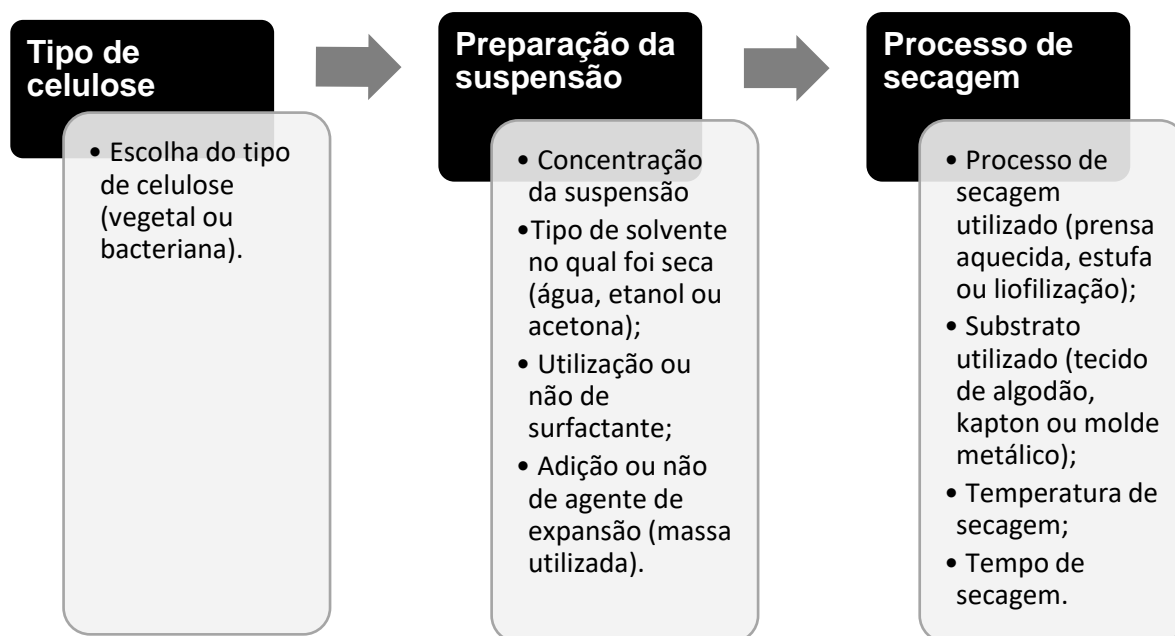 Tipo de
celulose
• Escolha do tipo
de celulose
(vegetal ou
bacteriana).
Preparação da
suspensão
• Concentração
da suspensão
•Tipo de solvente
no qual foi seca
(água, etanol ou
acetona);
• Utilização ou
não de
surfactante;
• Adição ou não
de agente de
expansão (massa
utilizada).
Processo de
secagem
• Processo de
secagem
utilizado (prensa
aquecida, estufa
ou liofilização);
• Substrato
utilizado (tecido
de algodão,
kapton ou molde
metálico);
• Temperatura de
secagem;
• Tempo de
secagem.